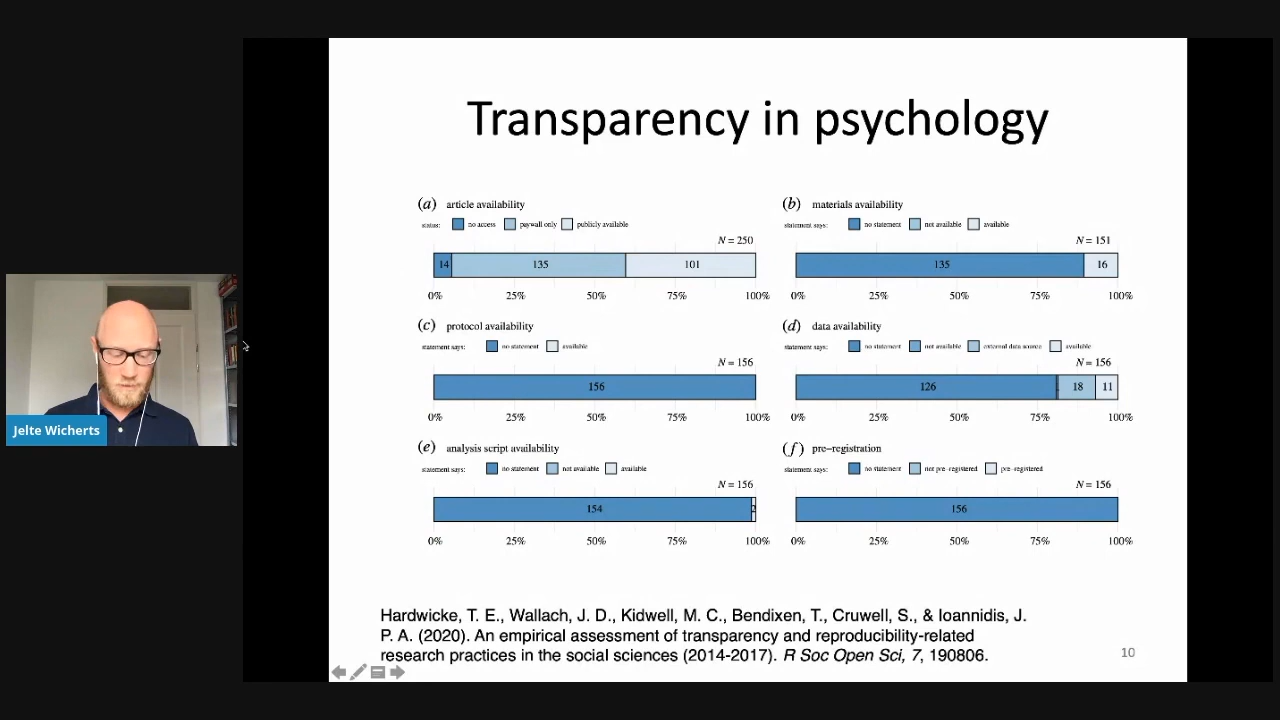 Transparency in psychology
(a) article availability
status: no access paywall only publicly available
N = 250
14 135 101
0% 25% 50% 75% 100%
(b) materials availability
statement says: no statement not available available
N = 151
135 16
0% 25% 50% 75% 100%
(c) protocol availability
statement says: no statement available
N = 156
156
0% 25% 50% 75% 100%
(d) data availability
statement says: no statement not available external data source available
N = 156
126 18 11
0% 25% 50% 75% 100%
(e) analysis script availability
statement says: no statement not available available
N = 156
154 2
0% 25% 50% 75% 100%
(f) pre−registration
statement says: no statement not pre−registered pre−registered
N = 156
156
0% 25% 50% 75% 100%
Jelte Wicherts
Hardwicke, T. E., Wallach, J. D., Kidwell, M. C., Bendixen, T., Cruwell, S., & Ioannidis, J.
P. A. (2020). An empirical assessment of transparency and reproducibility-related
research practices in the social sciences (2014-2017). R Soc Open Sci, 7, 190806.
10